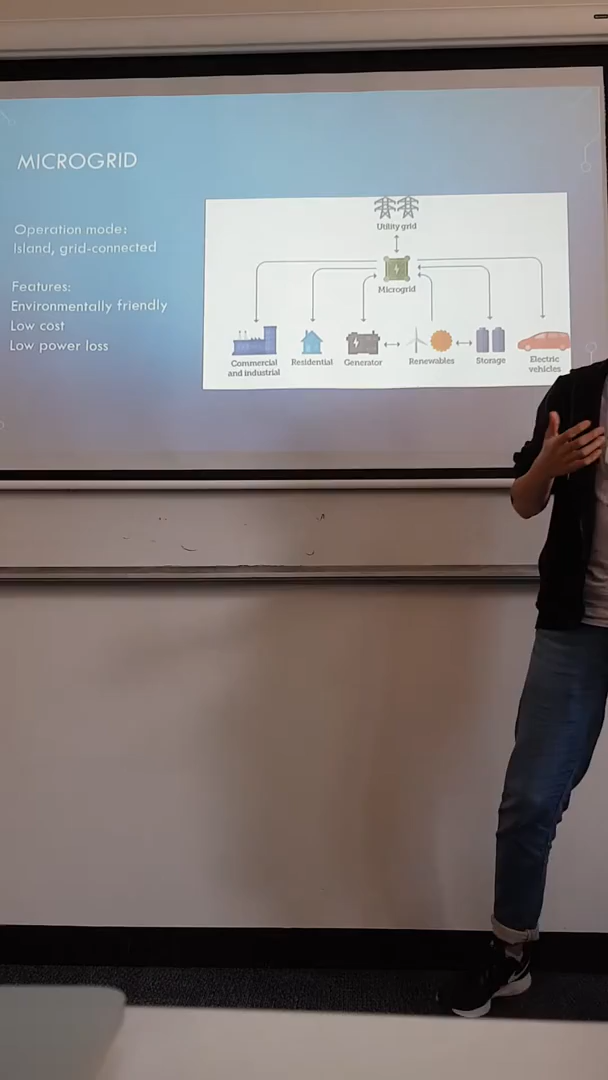 MICROGRID
Operation mode:
Island, grid-connected
Features:
Environmentally friendly
Low cost
Low power loss
Utility grid
Microgrid
Commercial
and industrial
Residential
Generator
Renewables
Storage
Electric
vehicles